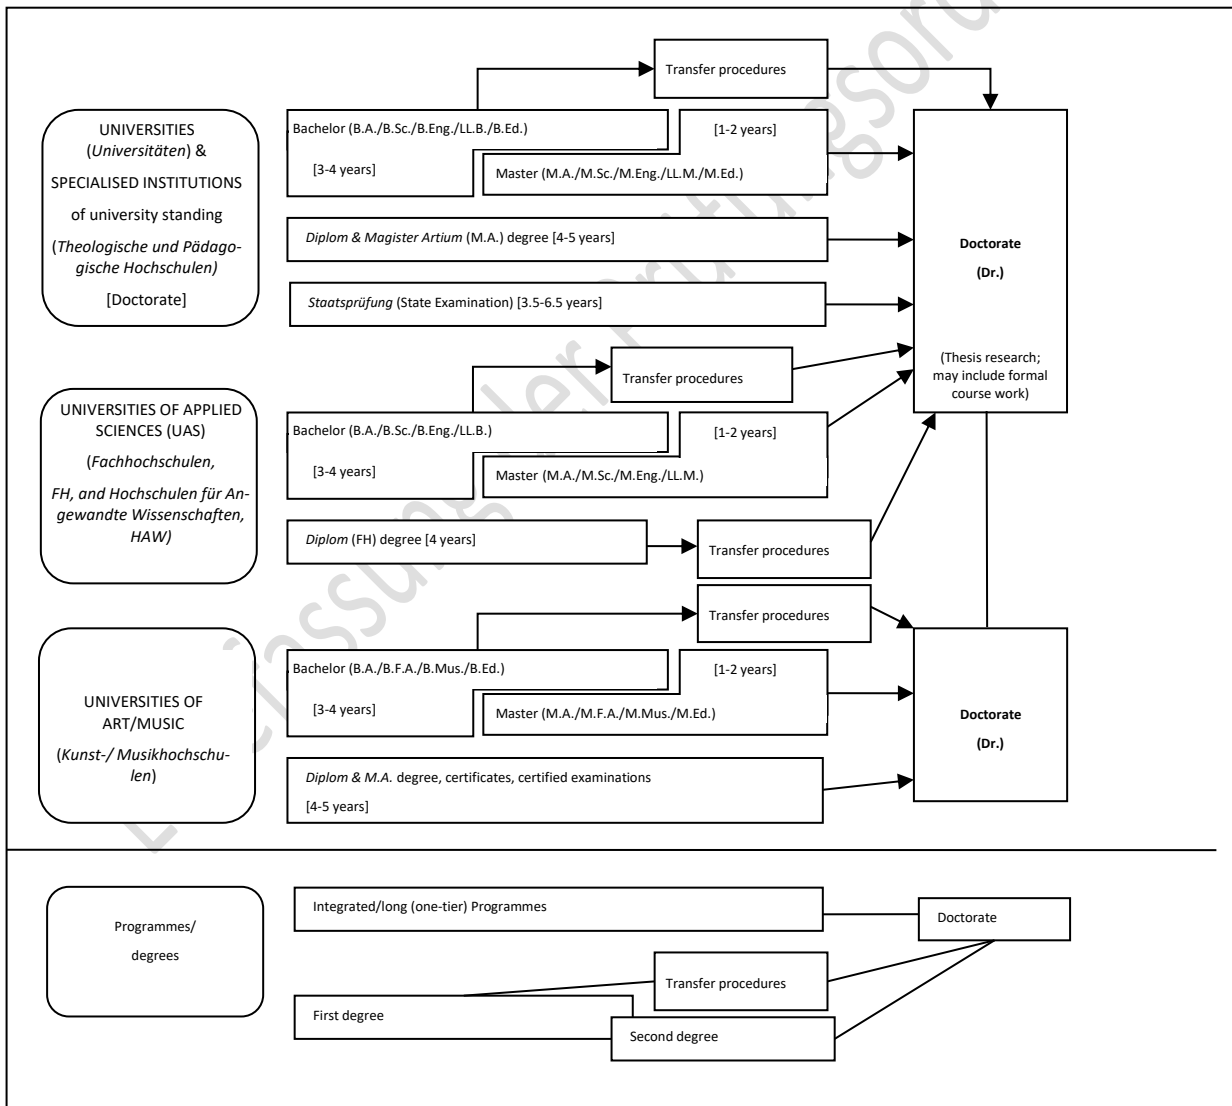 Transfer procedures
UNIVERSITIES
(Universitäten) &
SPECIALISED INSTITUTIONS
of university standing
(Theologische und Pädago-
gische Hochschulen)
[Doctorate]
Bachelor (B.A./B.Sc./B.Eng./LL.B./B.Ed.)
[3-4 years]
[1-2 years]
Master (M.A./M.Sc./M.Eng./LL.M./M.Ed.)
Diplom & Magister Artium (M.A.) degree [4-5 years]
Staatsprüfung (State Examination) [3.5-6.5 years]
Doctorate
(Dr.)
(Thesis research;
may include formal
course work)
UNIVERSITIES OF APPLIED
SCIENCES (UAS)
(Fachhochschulen,
FH, and Hochschulen für An-
gewandte Wissenschaften,
HAW)
Transfer procedures
Bachelor (B.A./B.Sc./B.Eng./LL.B.)
[3-4 years]
[1-2 years]
Master (M.A./M.Sc./M.Eng./LL.M.)
Diplom (FH) degree [4 years]
Transfer procedures
Transfer procedures
UNIVERSITIES OF
ART/MUSIC
(Kunst-/ Musikhochschu-
len)
Bachelor (B.A./B.F.A./B.Mus./B.Ed.)
[3-4 years]
[1-2 years]
Master (M.A./M.F.A./M.Mus./M.Ed.)
Diplom & M.A. degree, certificates, certified examinations
[4-5 years]
Doctorate
(Dr.)
Programmes/
degrees
Integrated/long (one-tier) Programmes
Doctorate
Transfer procedures
First degree
Second degree